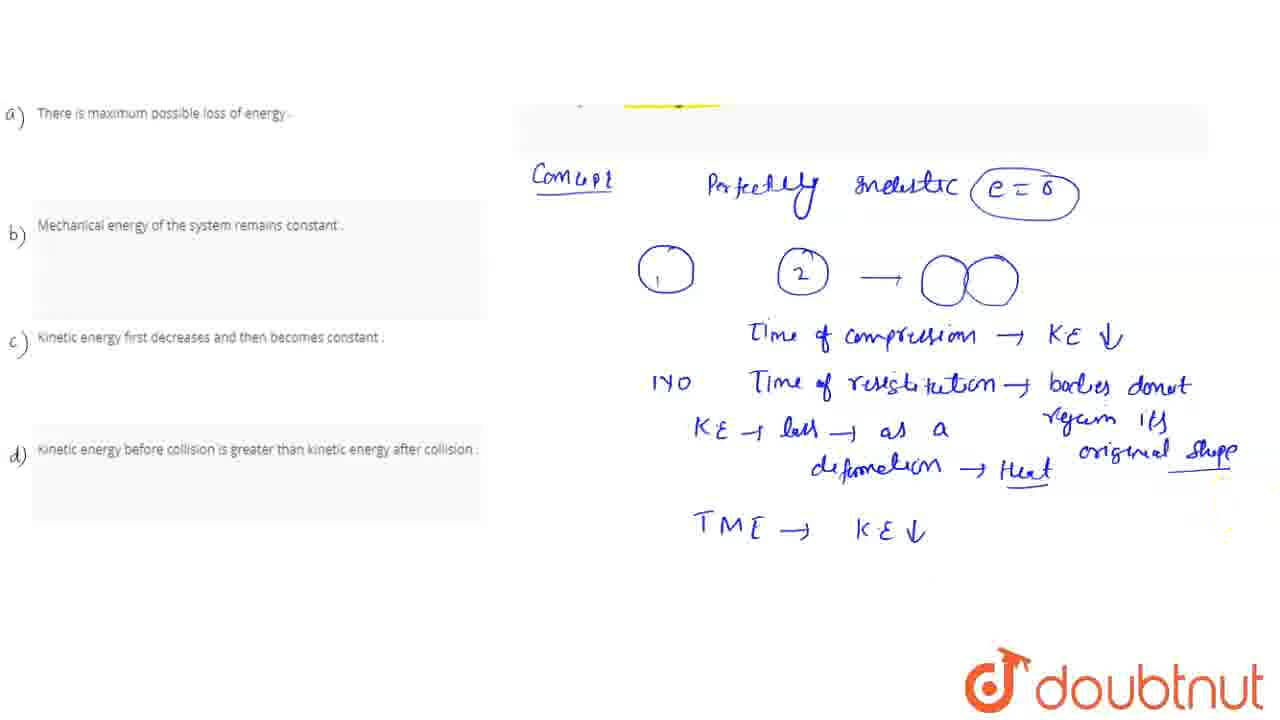 a) There is maximum possible loss of energy.
b) Mechanical energy of the system remains constant .
c) Kinetic energy first decreases and then becomes constant .
d) Kinetic energy before collision is greater than kinetic energy after collision .
Concept Perfectly Inelastic e = 0
1 2 →
Time of compression → KE ↓
NO Time of resistitution → bodies donot
regain its
original shape
KE → loss → as a
deformation → Heat
TME → KE ↓
doubtnut